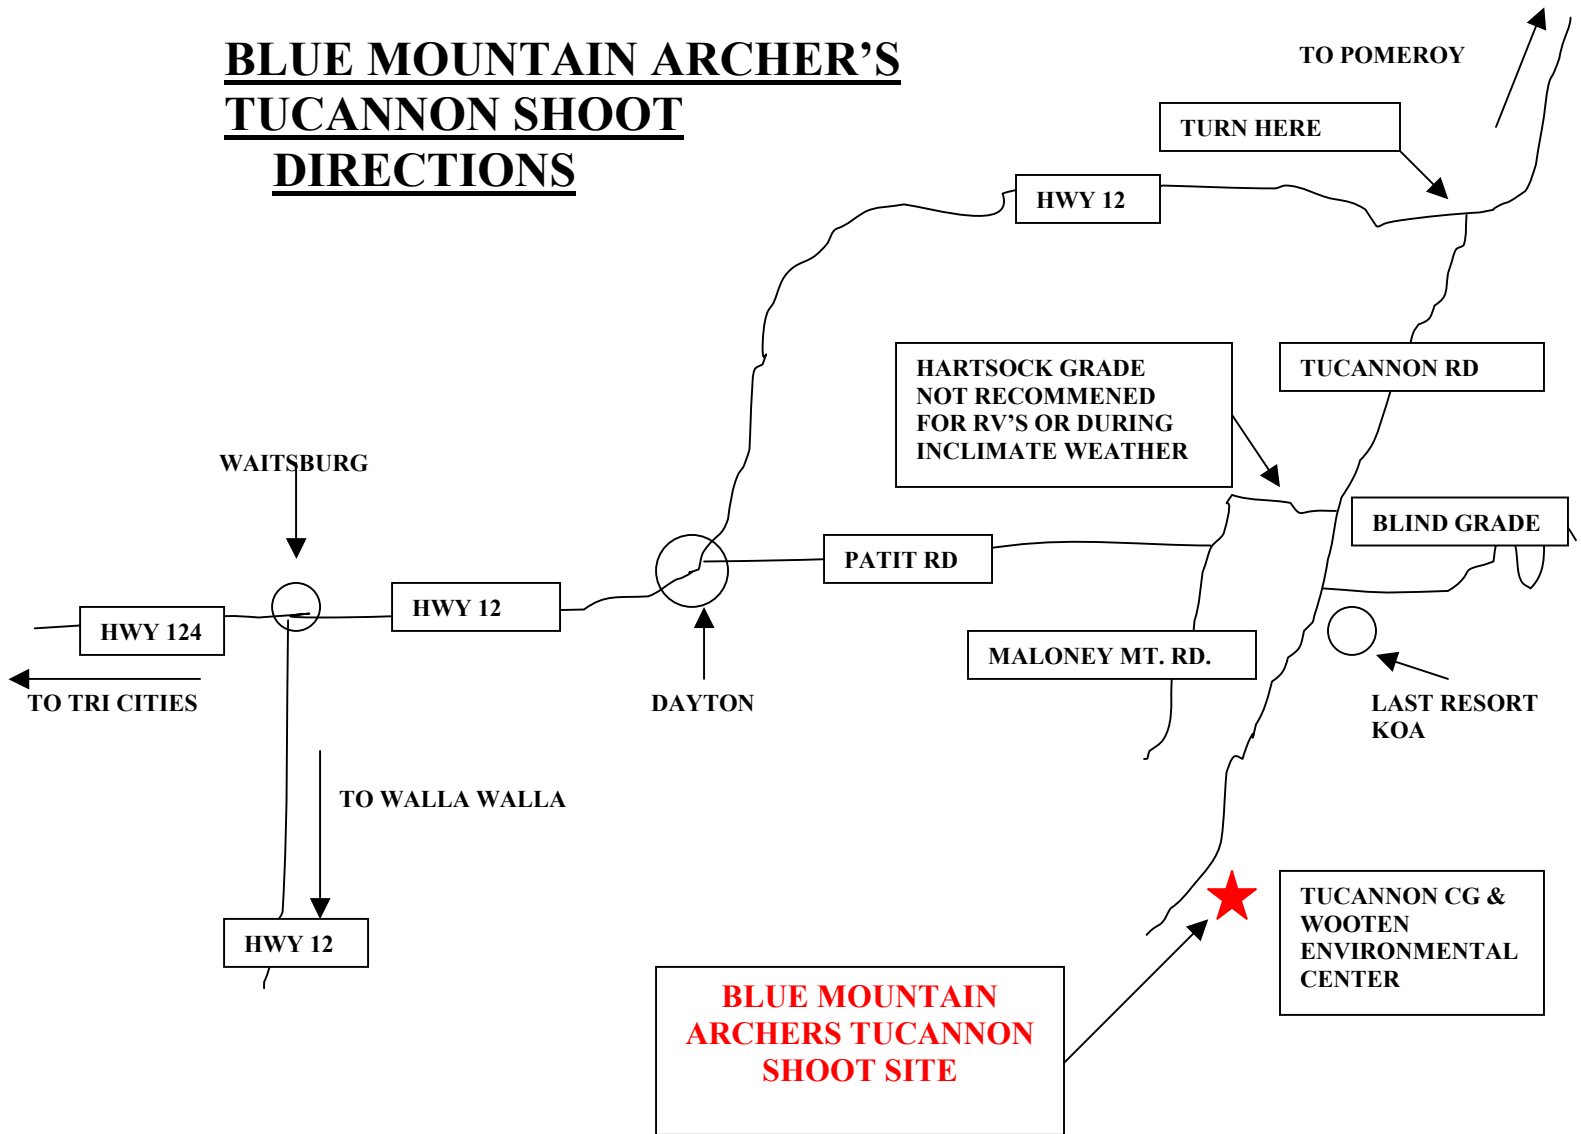 BLUE MOUNTAIN ARCHER'S
TUCANNON SHOOT
DIRECTIONS
TO POMEROY
TURN HERE
HWY 12
HARTSOCK GRADE
NOT RECOMMENED
FOR RV'S OR DURING
INCLIMATE WEATHER
TUCANNON RD
WAITSBURG
BLIND GRADE
PATIT RD
HWY 12
HWY 124
MALONEY MT. RD.
TO TRI CITIES
DAYTON
LAST RESORT
KOA
TO WALLA WALLA
HWY 12
TUCANNON CG &
WOOTEN
ENVIRONMENTAL
CENTER
BLUE MOUNTAIN
ARCHERS TUCANNON
SHOOT SITE